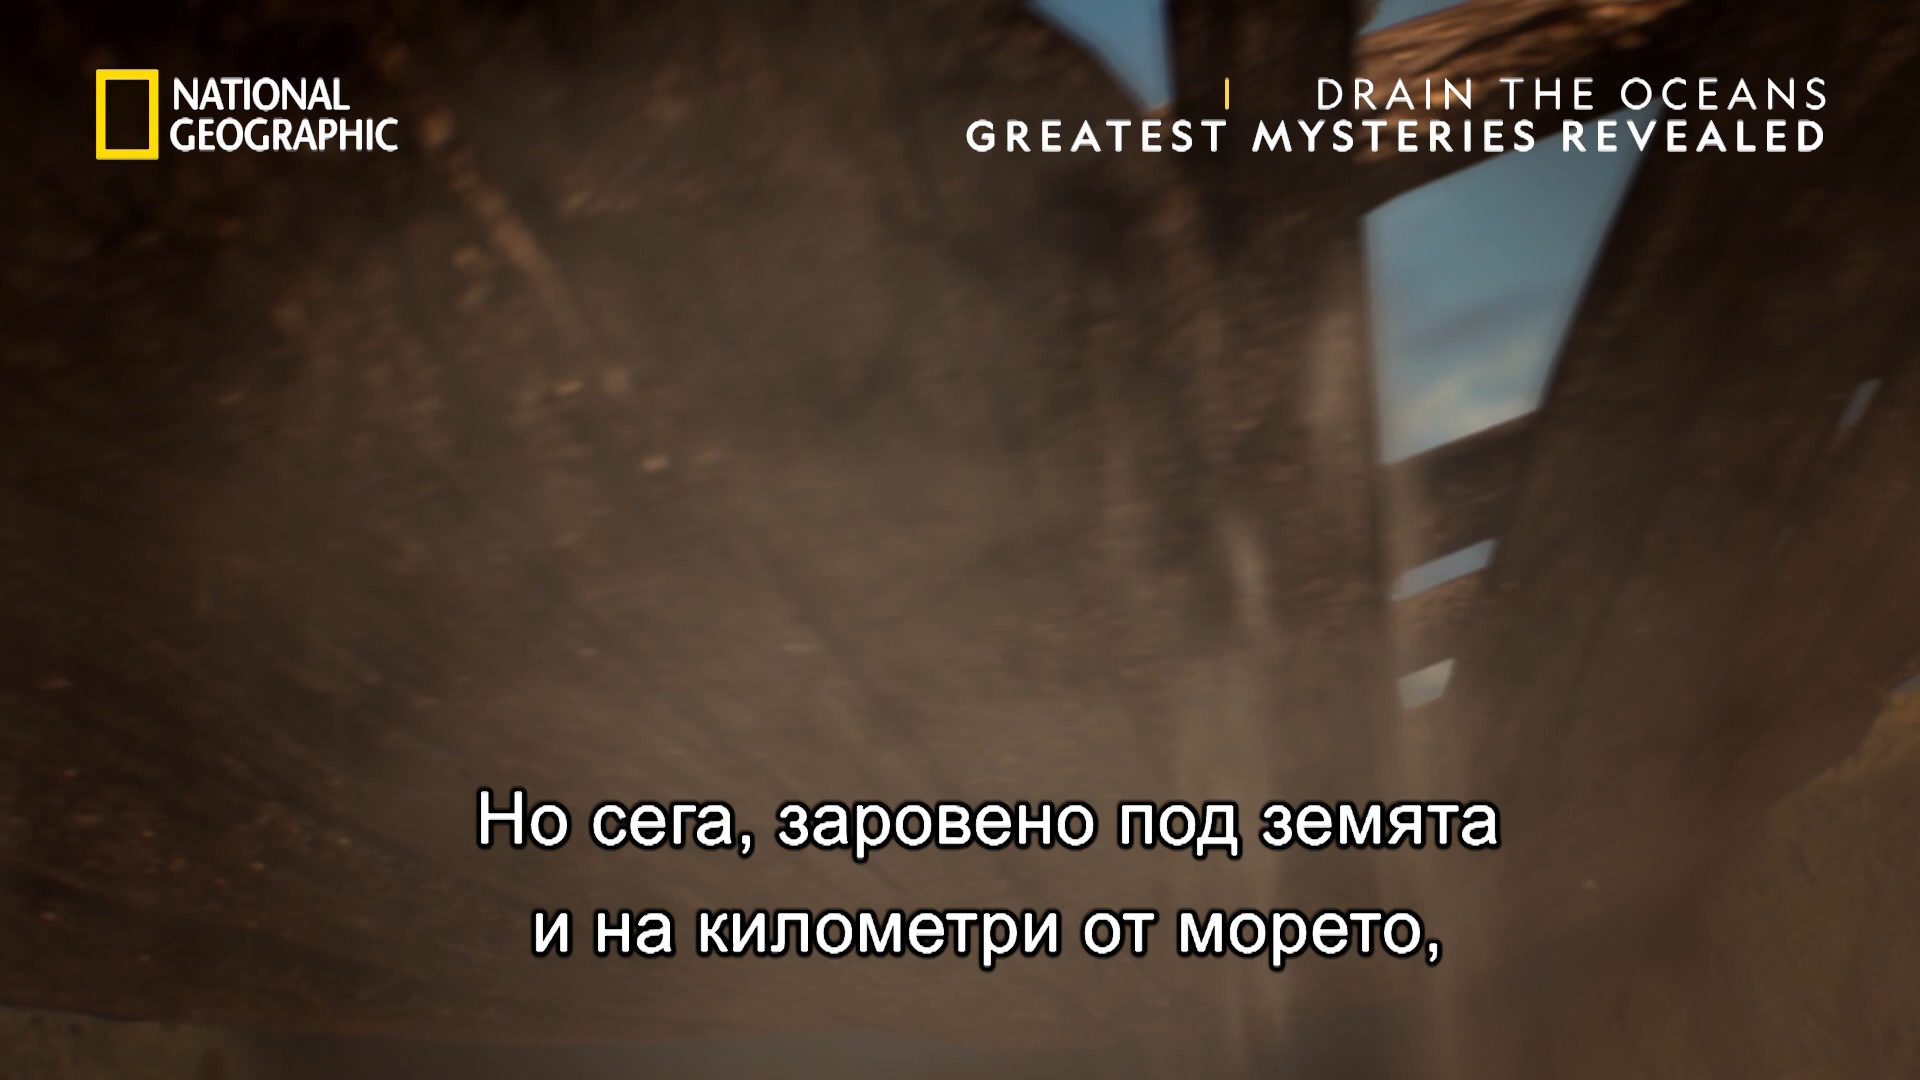 NATIONAL
GEOGRAPHIC
DRAIN THE OCEANS
GREATEST MYSTERIES REVEALED
Но сега, заровено под земята
и на километри от морето,